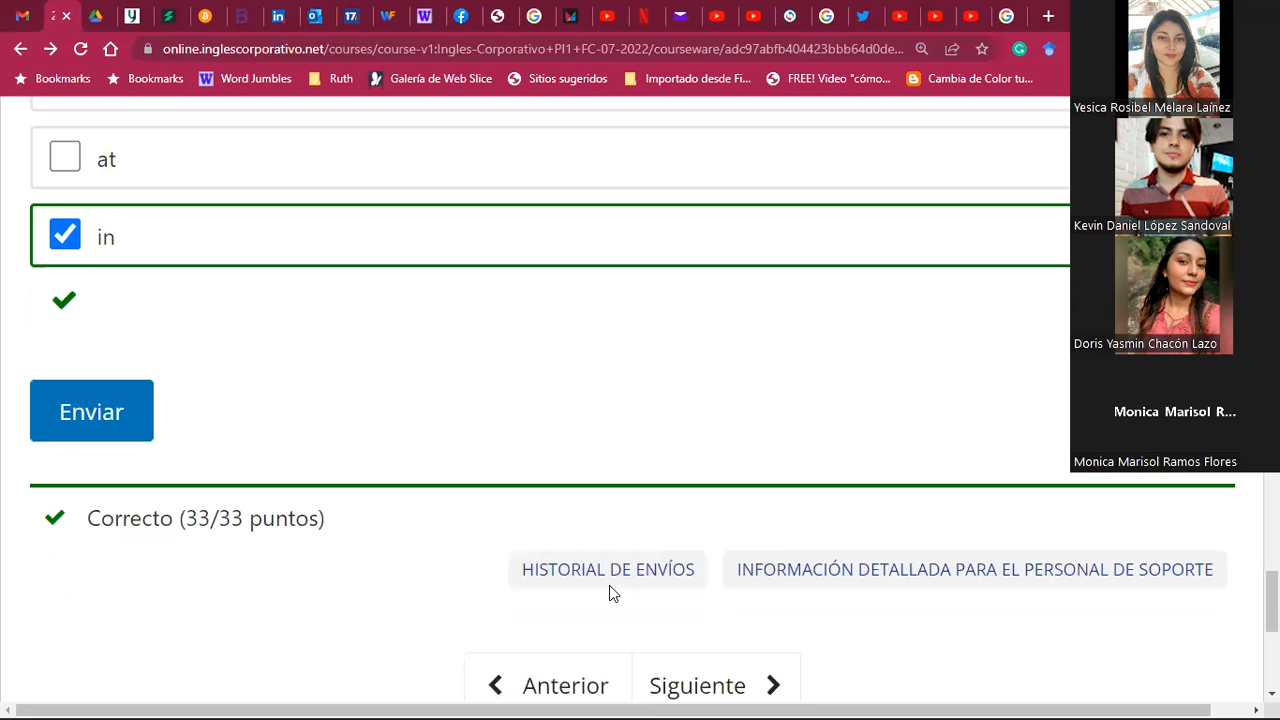 17
online.inglescorporativo.net/courses/course-v1:Ingles-Corporativo+PI1+FC-07-2022/courseware/adc97abfb404423bbb64d0de...
Bookmarks
Bookmarks
Word Jumbles
Ruth
Galería de Web Slice
Sitios sugeridos
Importado desde Fi...
FREE! Video "cómo...
Cambia de Color tu...
at
in
Enviar
Correcto (33/33 puntos)
HISTORIAL DE ENVÍOS
INFORMACIÓN DETALLADA PARA EL PERSONAL DE SOPORTE
Anterior
Siguiente
Yesica Rosibel Melara Laínez
Kevin Daniel López Sandoval
Doris Yasmin Chacón Lazo
Monica Marisol R...
Monica Marisol Ramos Flores